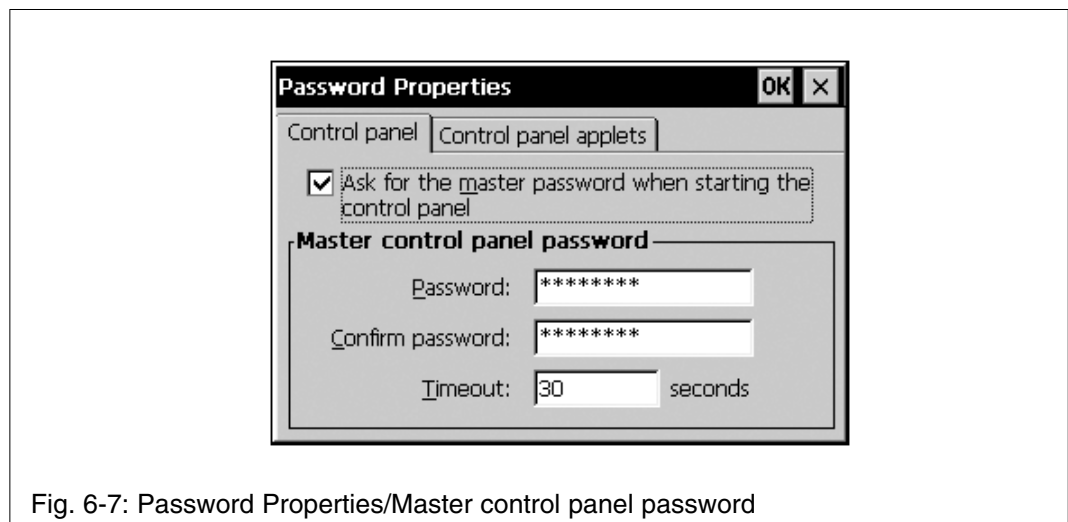 Password Properties OK ×
Control panel Control panel applets
Ask for the master password when starting the
control panel
Master control panel password
Password: ********
Confirm password: ********
Timeout: 30 seconds
Fig. 6-7: Password Properties/Master control panel password